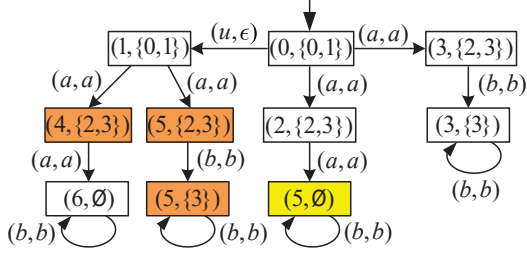 (1,{0,1}) (u,ϵ) (0,{0,1}) (a,a) (3,{2,3})
(a,a) (a,a) (a,a) (b,b)
(4,{2,3}) (5,{2,3}) (2,{2,3}) (3,{3})
(a,a) (b,b) (a,a) (b,b)
(6,Ø) (5,{3}) (5,Ø)
(b,b) (b,b) (b,b)